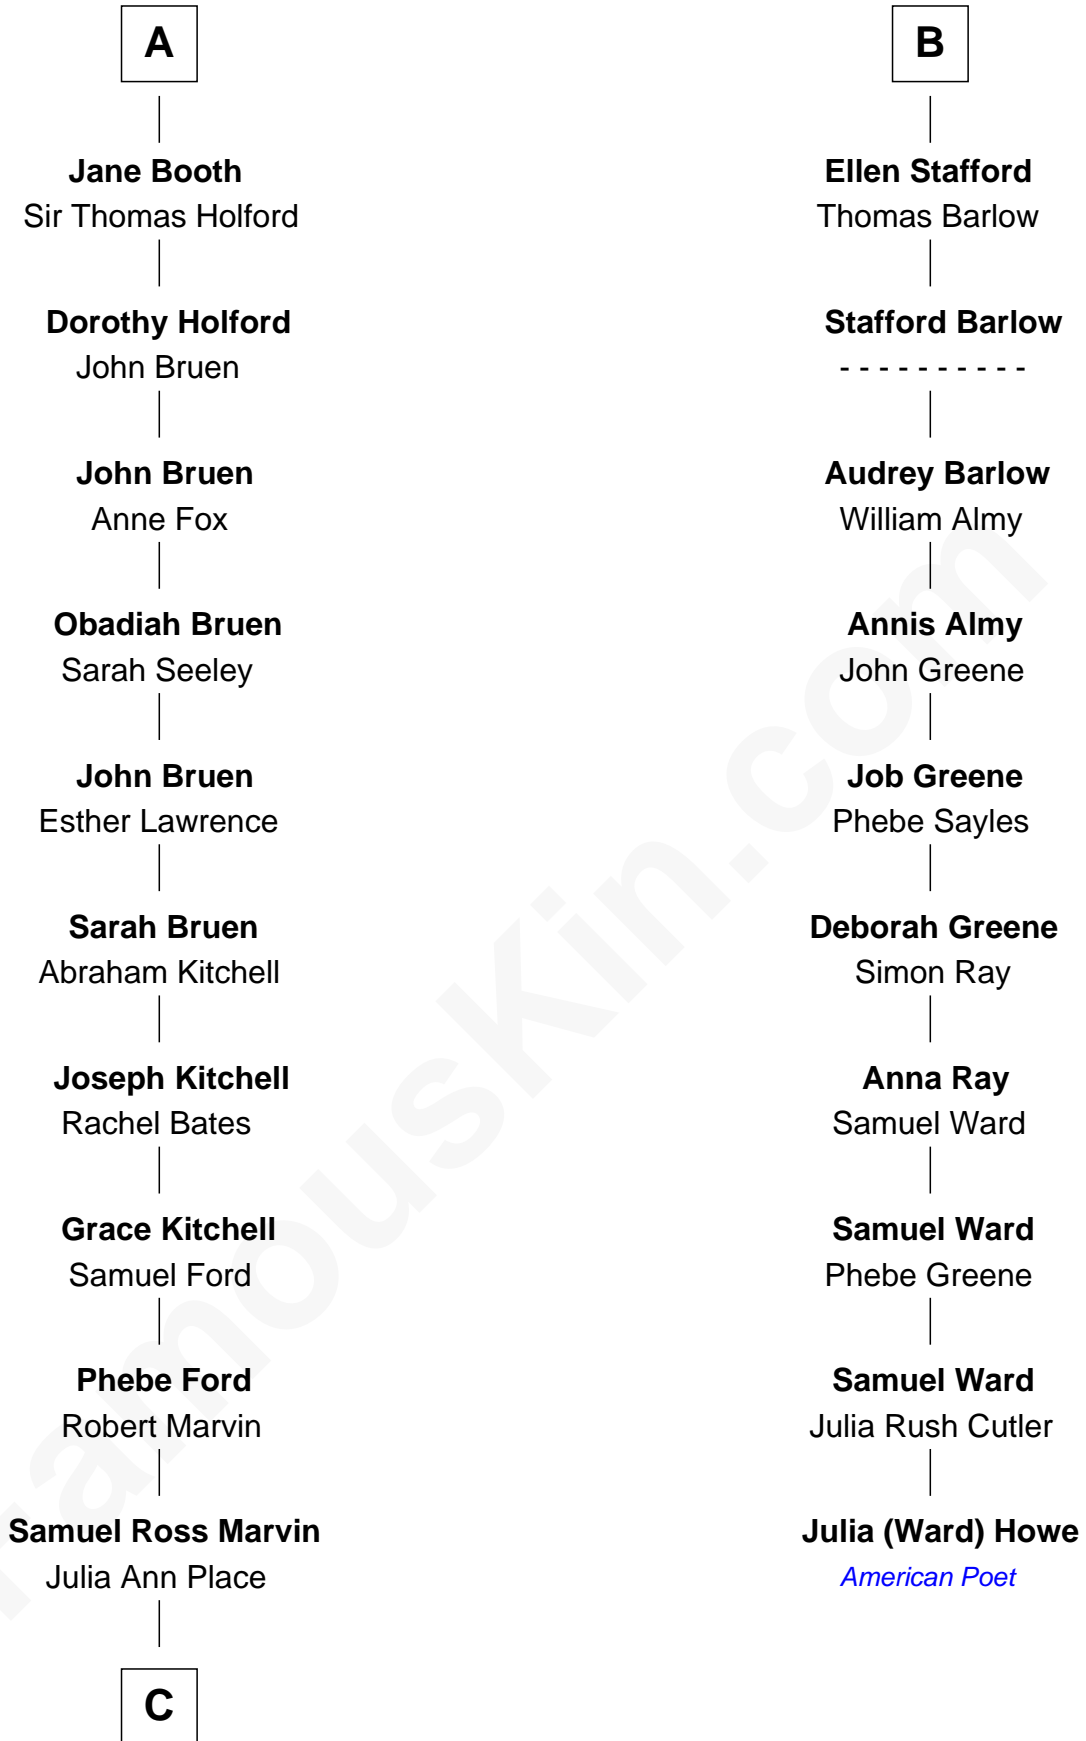 A
Jane Booth
Sir Thomas Holford
Dorothy Holford
John Bruen
John Bruen
Anne Fox
Obadiah Bruen
Sarah Seeley
John Bruen
Esther Lawrence
Sarah Bruen
Abraham Kitchell
Joseph Kitchell
Rachel Bates
Grace Kitchell
Samuel Ford
Phebe Ford
Robert Marvin
Samuel Ross Marvin
Julia Ann Place
C
B
Ellen Stafford
Thomas Barlow
Stafford Barlow
- - - - - - - - - -
Audrey Barlow
William Almy
Annis Almy
John Greene
Job Greene
Phebe Sayles
Deborah Greene
Simon Ray
Anna Ray
Samuel Ward
Samuel Ward
Phebe Greene
Samuel Ward
Julia Rush Cutler
Julia (Ward) Howe
American Poet
FamousKin.com